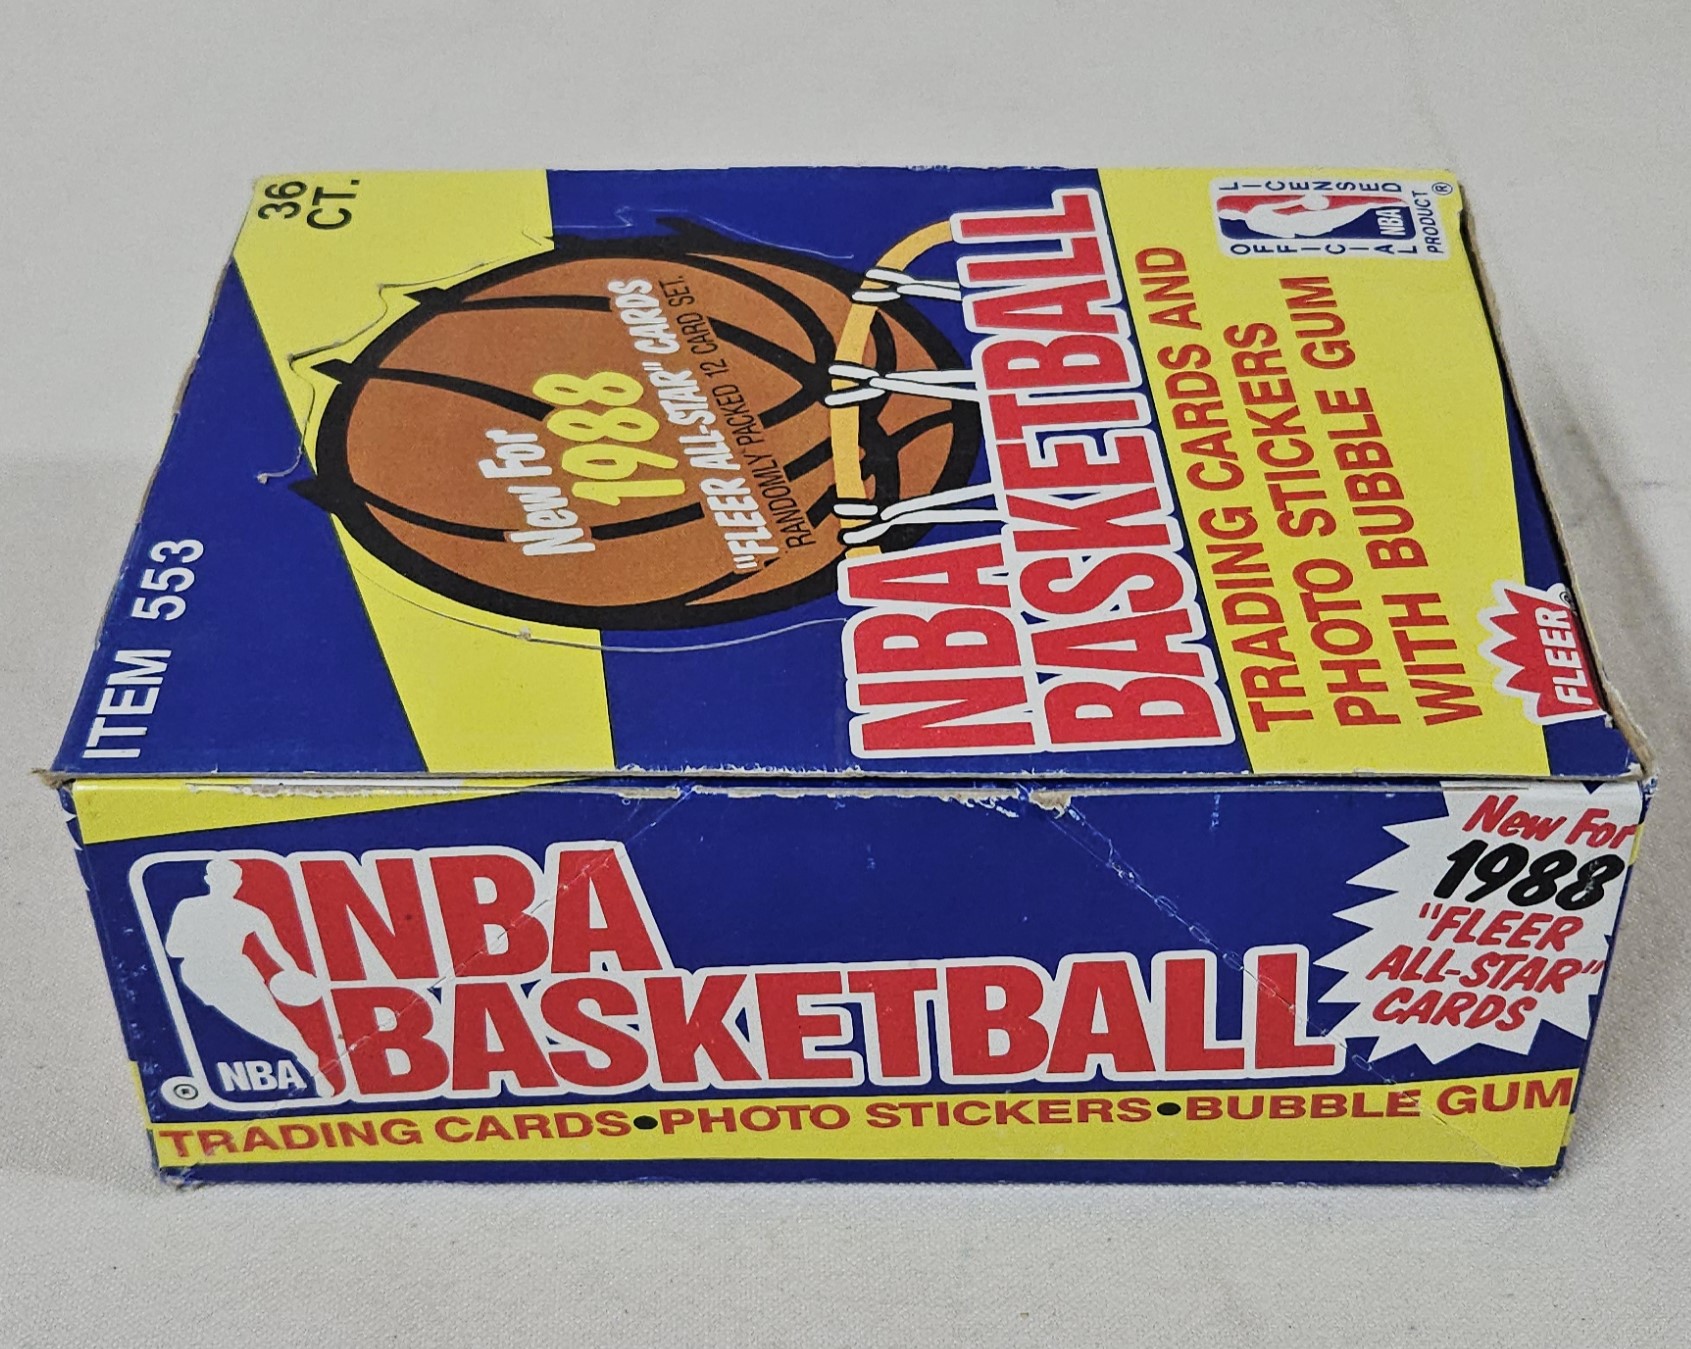 36
CT.
ITEM 553
New For
1988
"FLEER ALL-STAR" CARDS
RANDOMLY PACKED 12 CARD SET.
NBA
BASKETBALL
TRADING CARDS AND
PHOTO STICKERS
WITH BUBBLE GUM
OFFICIAL
LICENSED
NBA
PRODUCT ®
FLEER®
NBA
BASKETBALL
® NBA
New For
1988
"FLEER
ALL-STAR"
CARDS
TRADING CARDS•PHOTO STICKERS•BUBBLE GUM